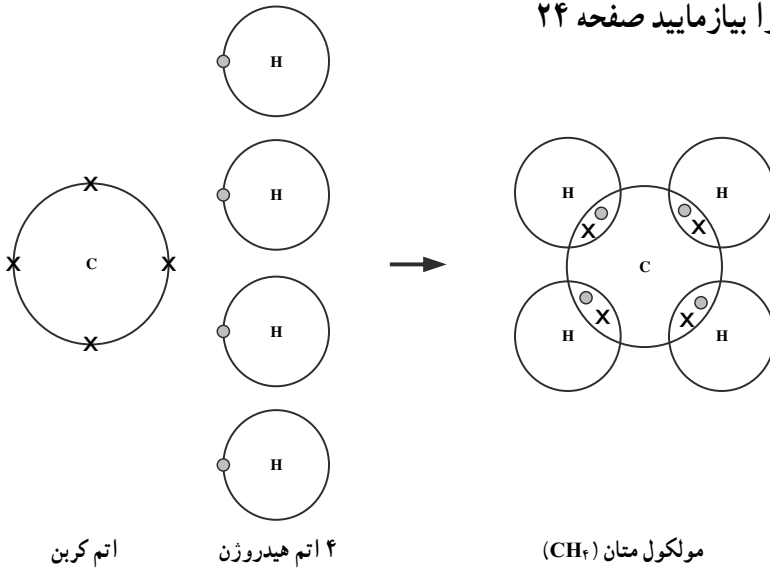 را بیازمایید صفحه ۲۴
H
H
H
H
C
H
H
C
H
H
X
X
X
X
X
X
X
X
اتم کربن
۴ اتم هیدروژن
مولکول متان (CH۴)